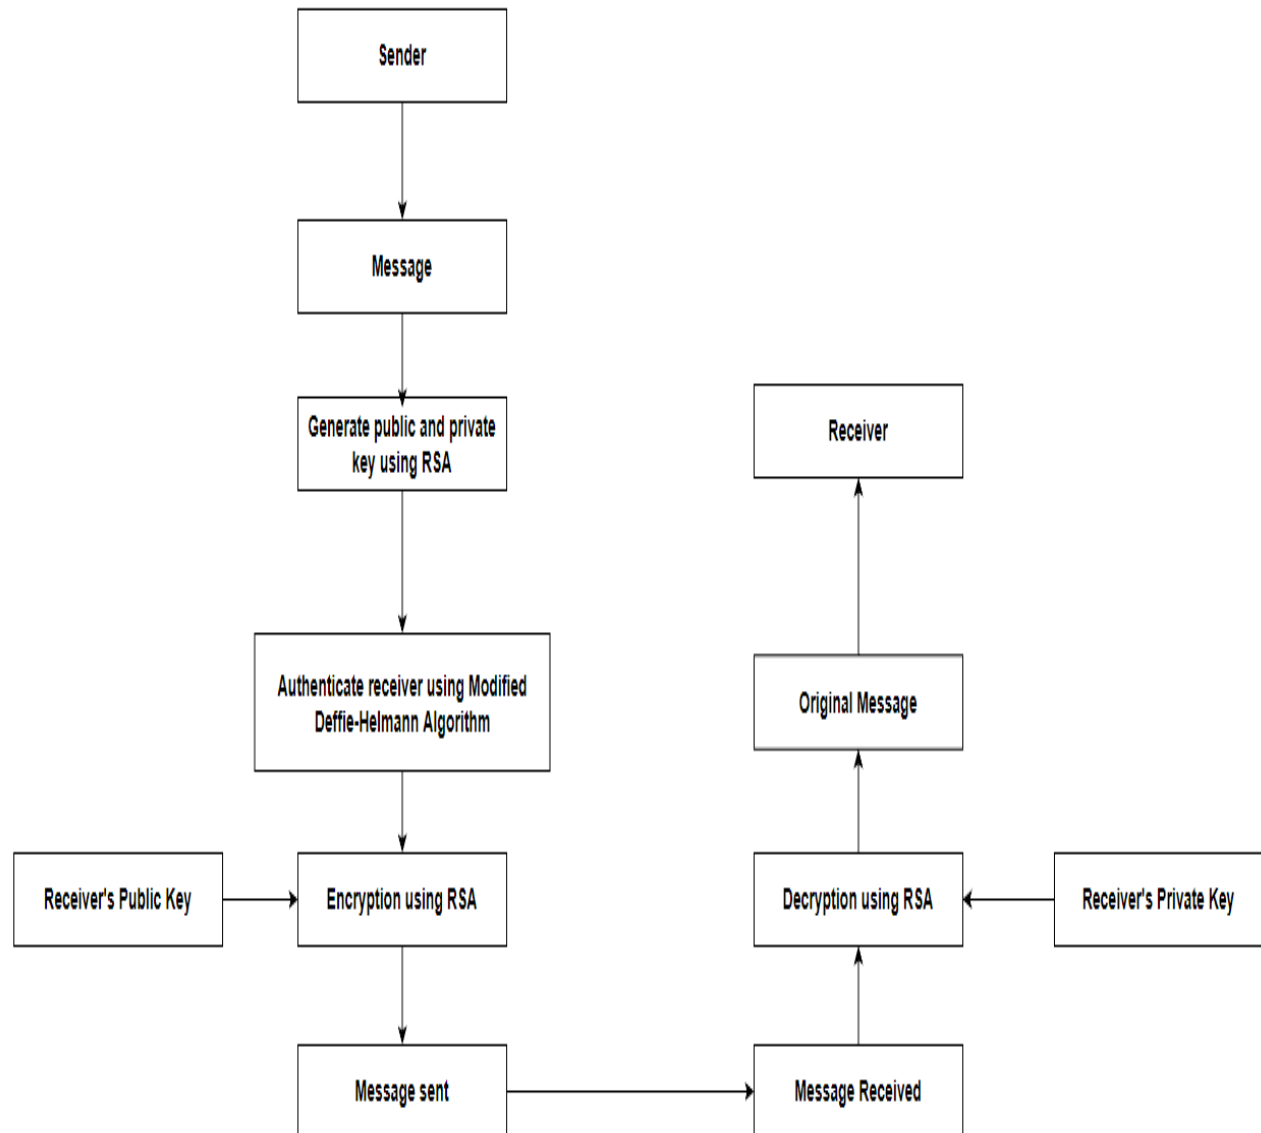 Sender
Message
Generate public and private
key using RSA
Authenticate receiver using Modified
Deffie-Helmann Algorithm
Receiver's Public Key
Encryption using RSA
Message sent
Message Received
Decryption using RSA
Receiver's Private Key
Original Message
Receiver